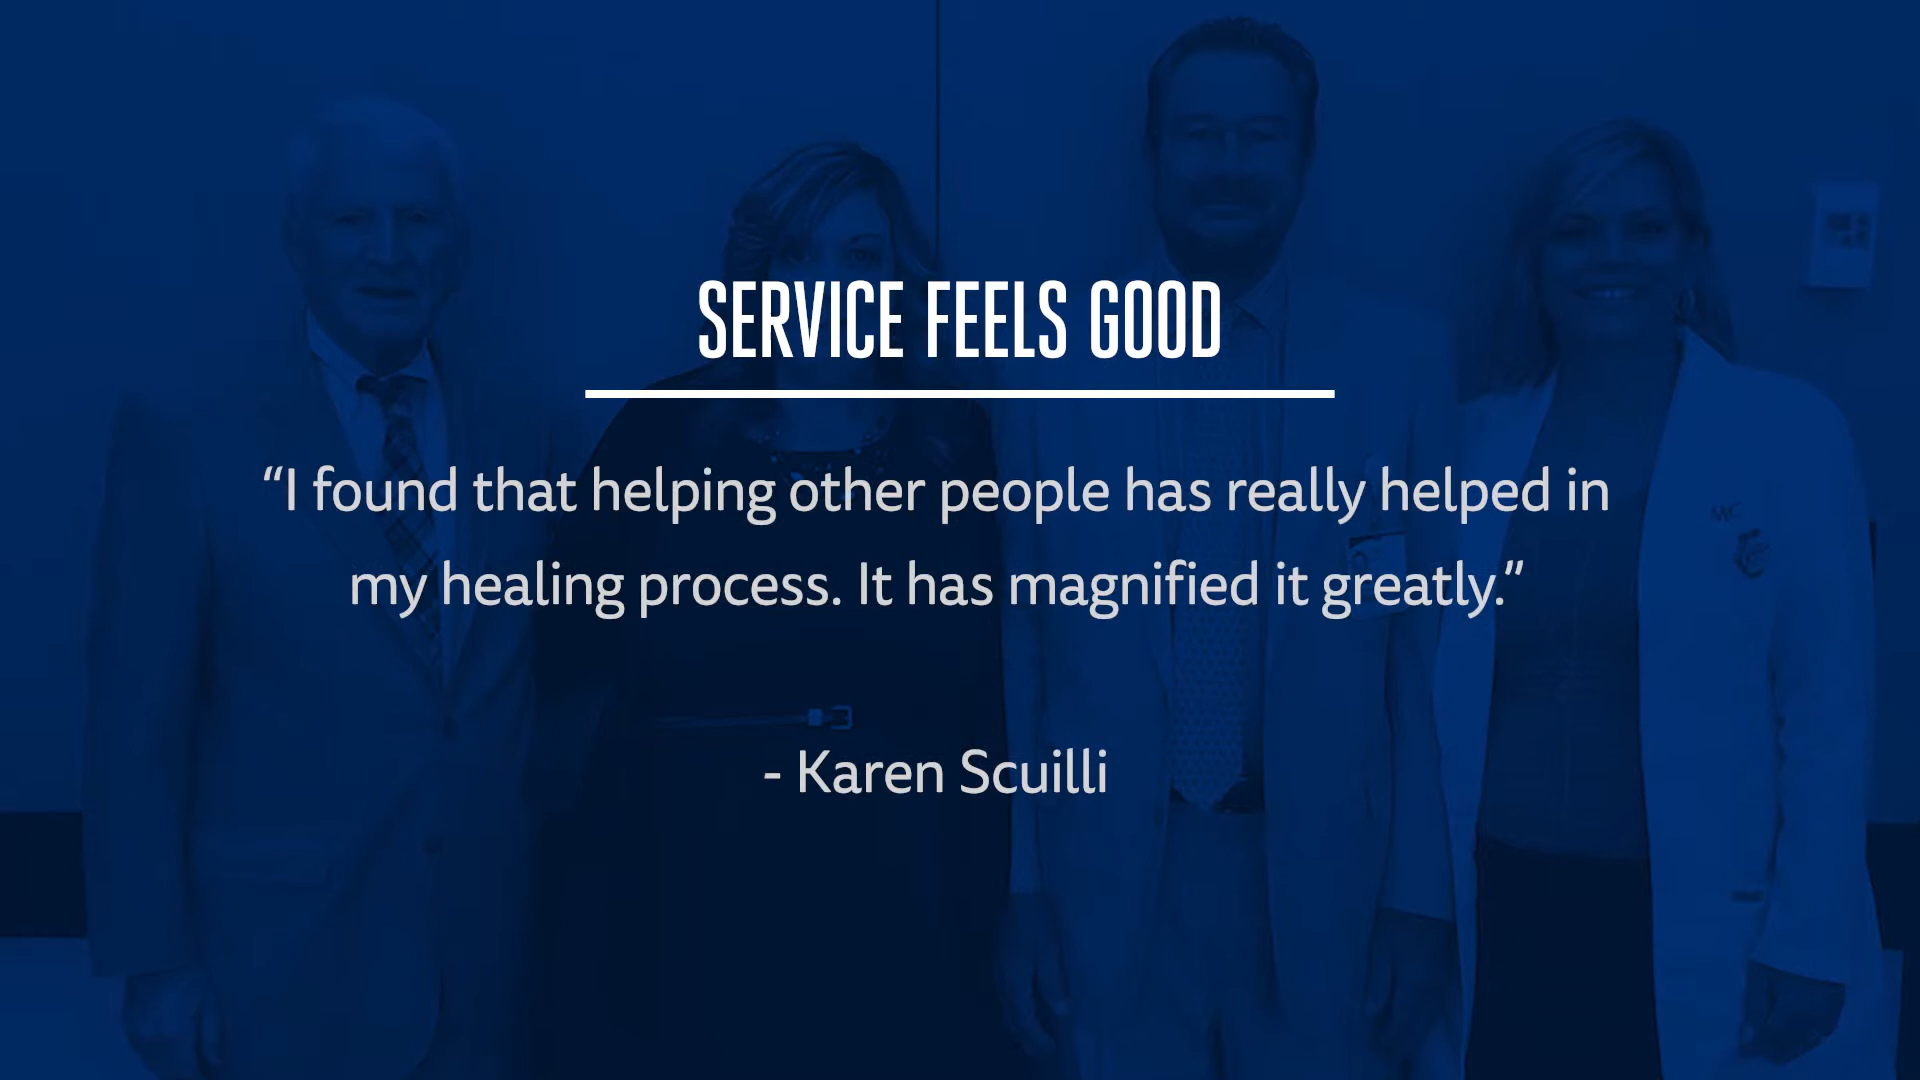 SERVICE FEELS GOOD
“I found that helping other people has really helped in
my healing process. It has magnified it greatly.”
- Karen Scuilli